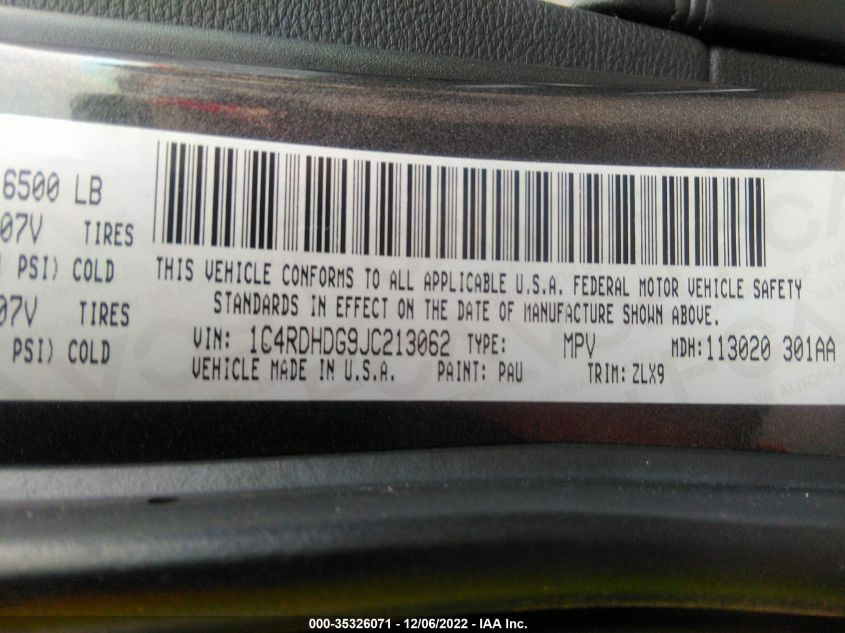 6500 LB
07V TIRES
PSI) COLD
07V TIRES
PSI) COLD
THIS VEHICLE CONFORMS TO ALL APPLICABLE U.S.A. FEDERAL MOTOR VEHICLE SAFETY
STANDARDS IN EFFECT ON THE DATE OF MANUFACTURE SHOWN ABOVE.
VIN: 1C4RDHDG9JC213062 TYPE: MPV MDH:113020 301AA
VEHICLE MADE IN U.S.A. PAINT: PAU TRIM:ZLX9
000-35326071 - 12/06/2022 - IAA Inc.